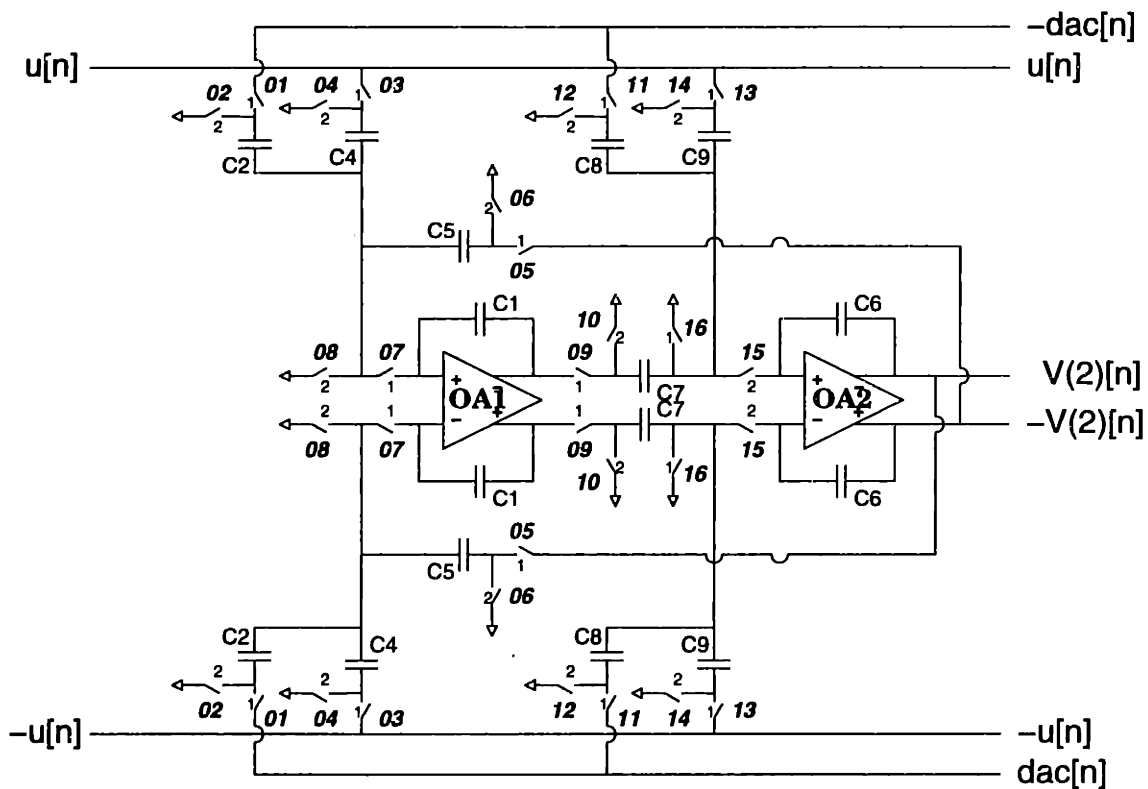 -dac[n]
u[n] u[n]
02 01 04 03 12 11 14 13
1 1 1 1
2 2 2 2
C2 C4 C8 C9
06
2
C5 1
05
C1 10 16 C6
2 1
08 07 09 15
2 1 1 C7 2 V(2)[n]
+ - OA1 + -
+ - OA2 + -
2 1 1 C7 2 -V(2)[n]
08 07 09 10 16 15
2 1
C1 C6
05
C5 1
2 06
C2 C4 C8 C9
2 2 2 2
1 1 1 1
02 01 04 03 12 11 14 13
-u[n] -u[n]
dac[n]